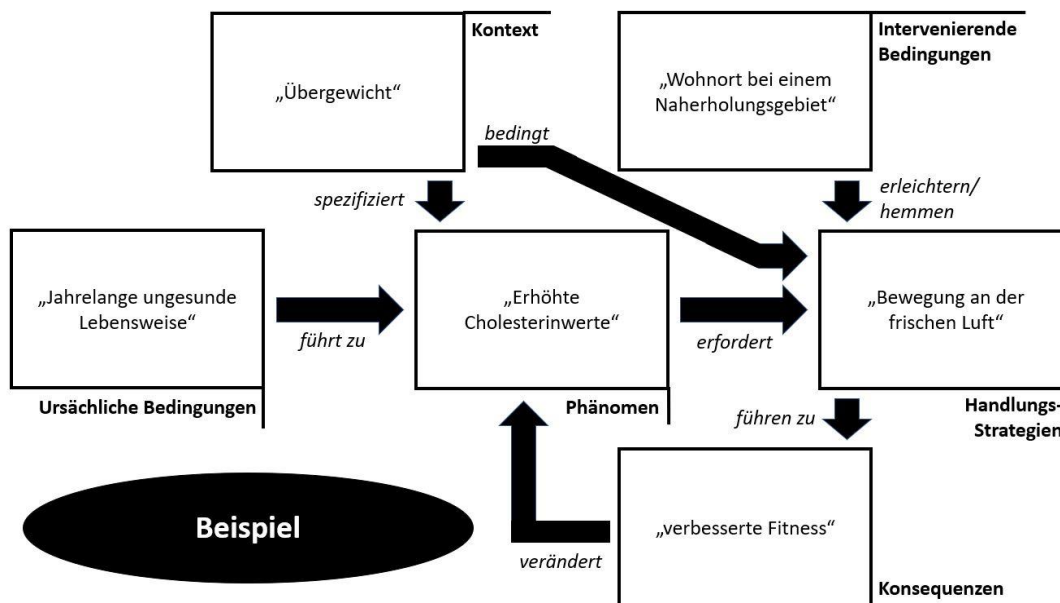 Kontext
„Übergewicht“
Intervenierende
Bedingungen
„Wohnort bei einem
Naherholungsgebiet“
bedingt
spezifiziert
erleichtern/
hemmen
„Jahrelange ungesunde
Lebensweise“
Ursächliche Bedingungen
führt zu
„Erhöhte
Cholesterinwerte“
Phänomen
erfordert
„Bewegung an der
frischen Luft“
Handlungs-
Strategien
führen zu
„verbesserte Fitness“
Konsequenzen
verändert
Beispiel